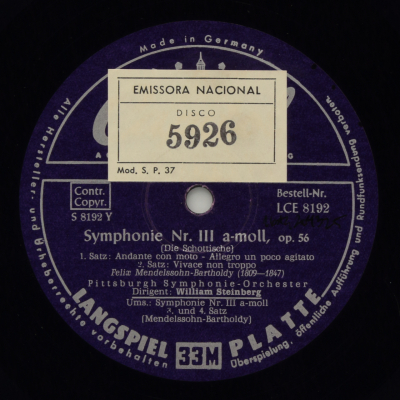 Made in Germany
EMISSORA NACIONAL
DISCO
5926
Mod. S. P. 37
Contr.
Copyr.
S 8192 Y
Bestell-Nr.
LCE 8192
Symphonie Nr. III a-moll, op. 56
(Die Schottische)
1. Satz: Andante con moto - Allegro un poco agitato
2. Satz: Vivace non troppo
Felix Mendelssohn-Bartholdy (1809—1847)
Pittsburgh Symphonie-Orchester
Dirigent: William Steinberg
Ums.: Symphonie Nr. III a-moll
3. und 4. Satz
(Mendelssohn-Bartholdy)
LANGSPIEL 33M PLATTE
Alle Hersteller- und Urheberrechte vorbehalten
Überspielung, öffentliche Aufführung und Rundfunksendung verboten.